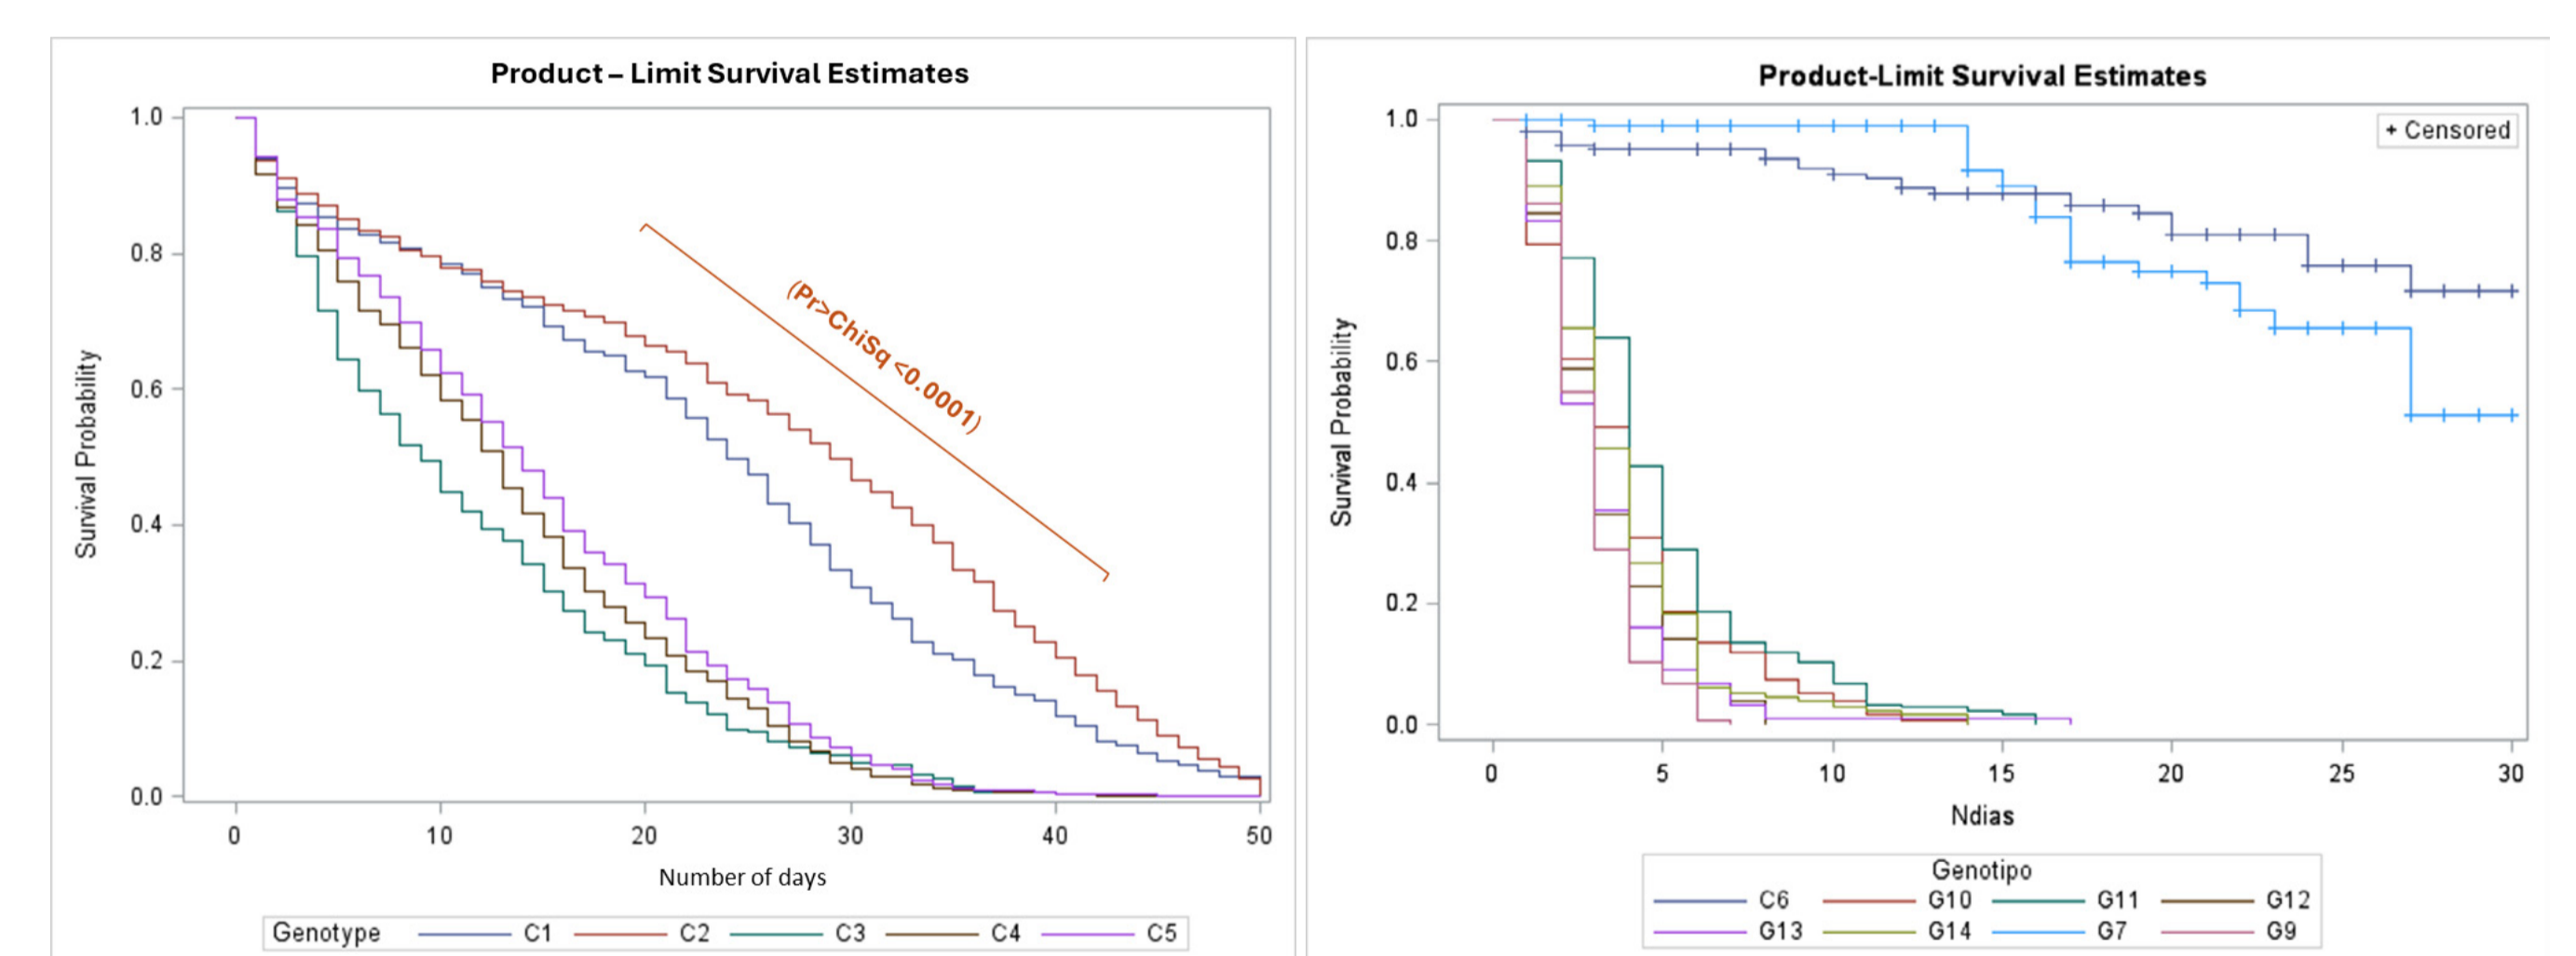 Product – Limit Survival Estimates
1.0
0.8
0.6
0.4
0.2
0.0
Survival Probability
(Pr>ChiSq <0.0001)
0 10 20 30 40 50
Number of days
Genotype C1 C2 C3 C4 C5
Product-Limit Survival Estimates
+ Censored
1.0
0.8
0.6
0.4
0.2
0.0
Survival Probability
0 5 10 15 20 25 30
Ndias
Genotipo
C6 G10 G11 G12
G13 G14 G7 G9